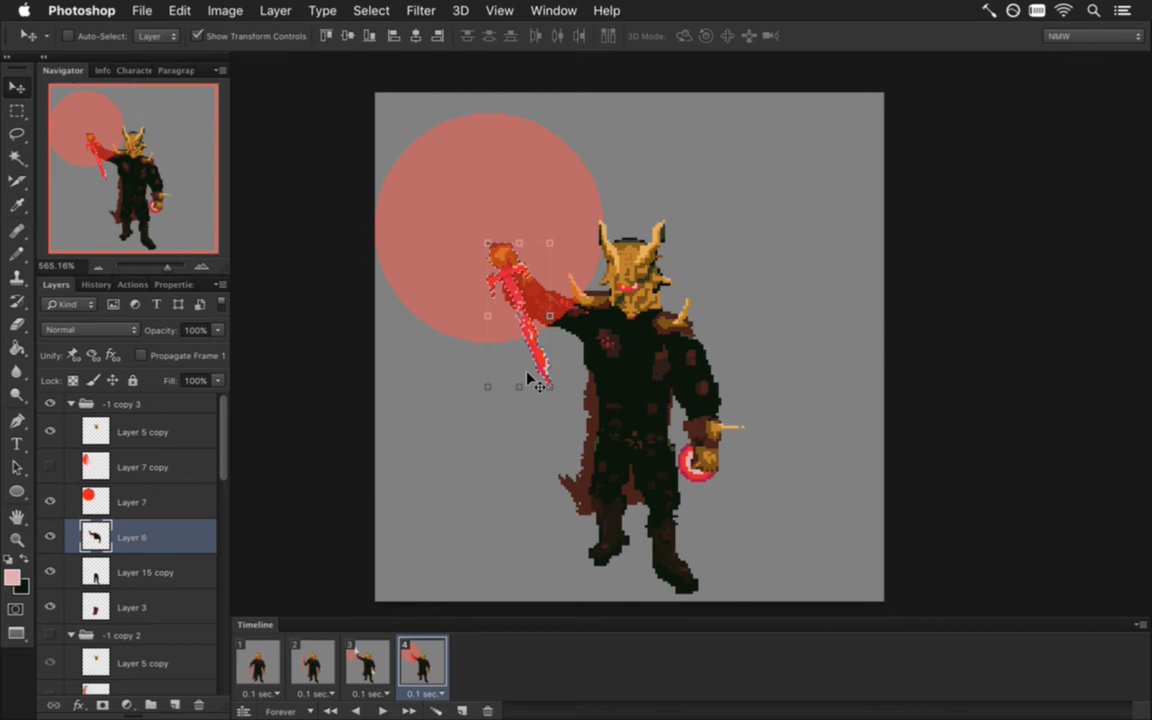 Photoshop File Edit Image Layer Type Select Filter 3D View Window Help
Auto-Select: Layer Show Transform Controls 3D Mode: NMW
Navigator Info Characte Paragrap
565.16%
Layers History Actions Propertie
Kind
Normal Opacity: 100%
Unify: Propagate Frame 1
Lock: Fill: 100%
-1 copy 3
Layer 5 copy
Layer 7 copy
Layer 7
Layer 6
Layer 15 copy
Layer 3
-1 copy 2
Layer 5 copy
fx
Timeline
1 2 3 4
0.1 sec. 0.1 sec. 0.1 sec. 0.1 sec.
Forever